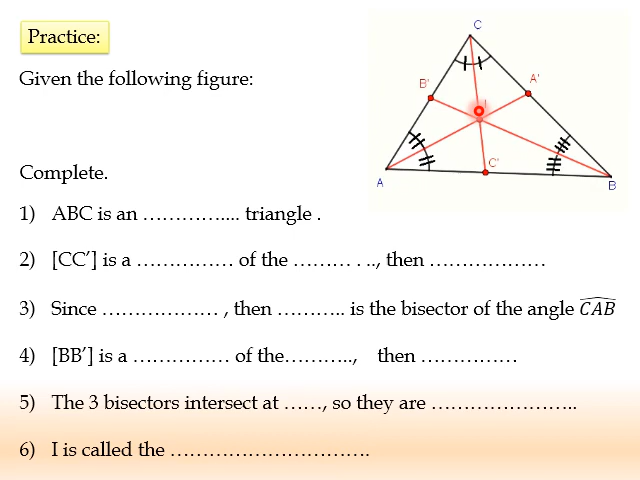 Practice:
Given the following figure:
C
B'
A'
I
C'
A
B
Complete.
1) ABC is an ………….... triangle .
2) [CC′] is a …………… of the ……… . .., then ………………
3) Since ……………… , then ……….. is the bisector of the angle CAB
4) [BB′] is a …………… of the……….., then ……………
5) The 3 bisectors intersect at ……, so they are …………………..
6) I is called the ………………………….